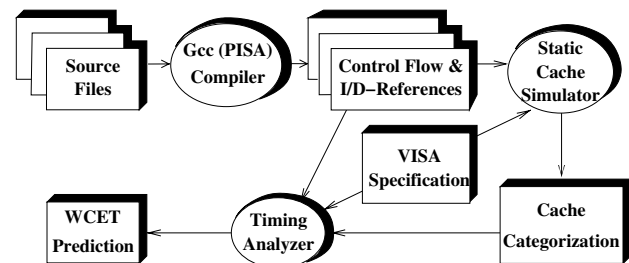 Source
Files
Gcc (PISA)
Compiler
Control Flow &
I/D−References
Static
Cache
Simulator
VISA
Specification
WCET
Prediction
Timing
Analyzer
Cache
Categorization